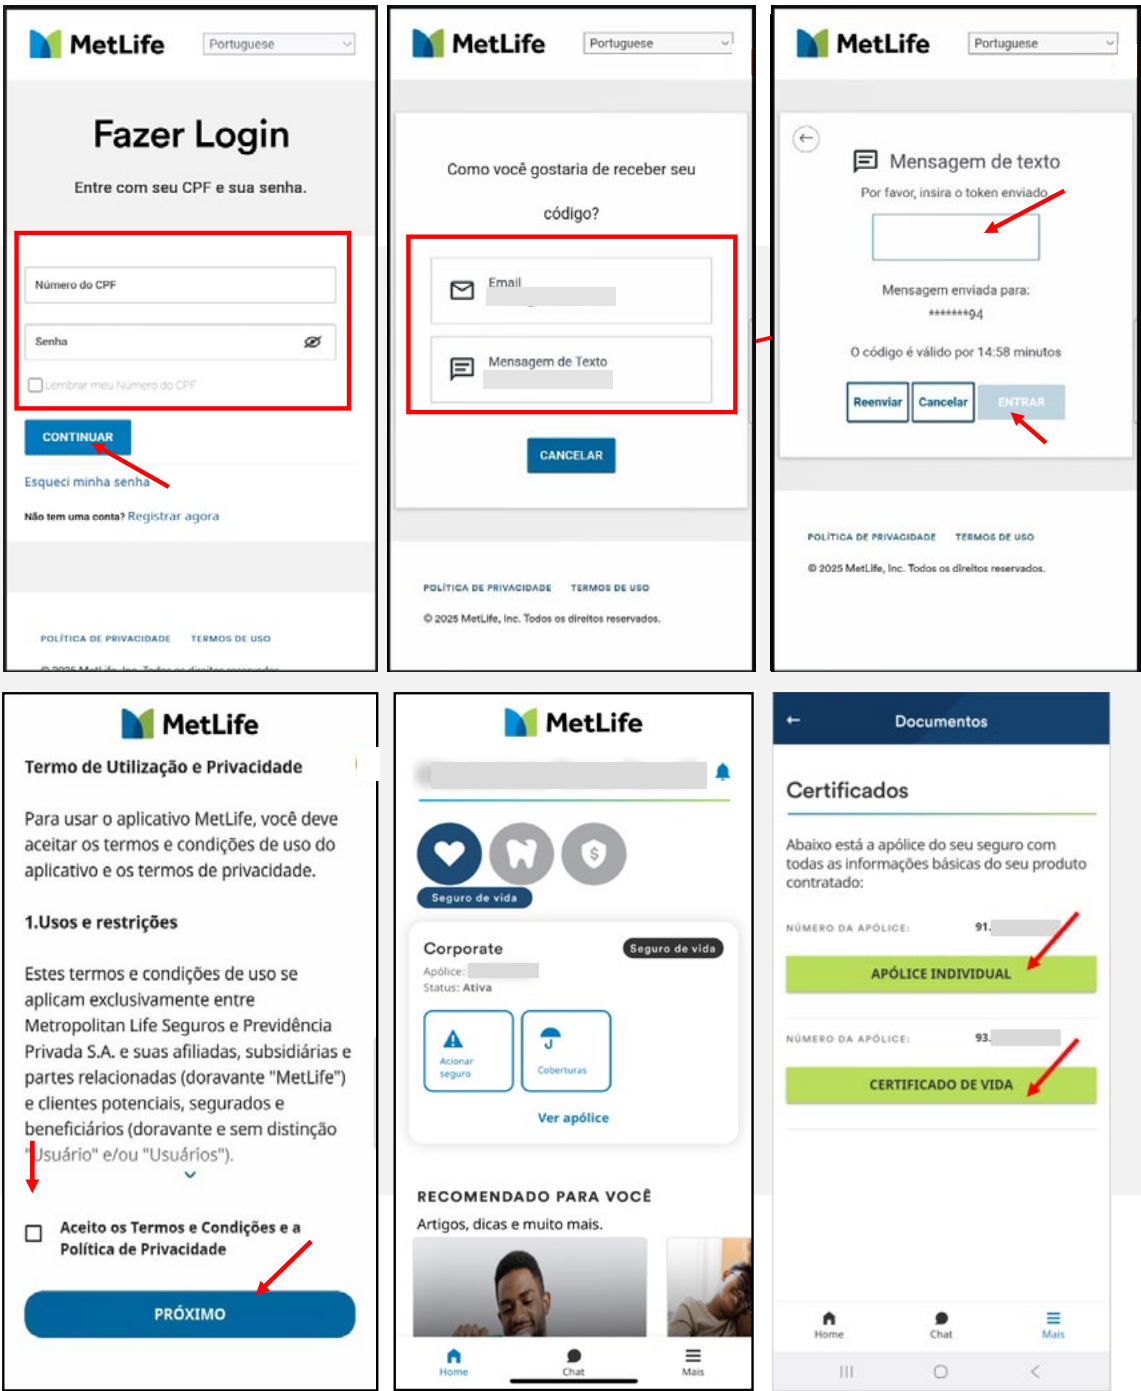 MetLife
Portuguese
Fazer Login
Entre com seu CPF e sua senha.
Número do CPF
Senha
Lembrar meu Número do CPF
CONTINUAR
Esqueci minha senha
Não tem uma conta? Registrar agora
POLÍTICA DE PRIVACIDADE TERMOS DE USO
© 2025 MetLife, Inc. Todos os direitos reservados.
MetLife
Portuguese
Como você gostaria de receber seu
código?
Email
Mensagem de Texto
CANCELAR
POLÍTICA DE PRIVACIDADE TERMOS DE USO
© 2025 MetLife, Inc. Todos os direitos reservados.
MetLife
Portuguese
Mensagem de texto
Por favor, insira o token enviado
Mensagem enviada para:
*******94
O código é válido por 14:58 minutos
Reenviar Cancelar ENTRAR
POLÍTICA DE PRIVACIDADE TERMOS DE USO
© 2025 MetLife, Inc. Todos os direitos reservados.
MetLife
Termo de Utilização e Privacidade
Para usar o aplicativo MetLife, você deve
aceitar os termos e condições de uso do
aplicativo e os termos de privacidade.
1.Usos e restrições
Estes termos e condições de uso se
aplicam exclusivamente entre
Metropolitan Life Seguros e Previdência
Privada S.A. e suas afiliadas, subsidiárias e
partes relacionadas (doravante "MetLife")
e clientes potenciais, segurados e
beneficiários (doravante e sem distinção
"Usuário" e/ou "Usuários").
Aceito os Termos e Condições e a
Política de Privacidade
PRÓXIMO
MetLife
Seguro de vida
Corporate
Seguro de vida
Apólice:
Status: Ativa
Acionar
seguro
Coberturas
Ver apólice
RECOMENDADO PARA VOCÊ
Artigos, dicas e muito mais.
Home Chat Mais
Documentos
Certificados
Abaixo está a apólice do seu seguro com
todas as informações básicas do seu produto
contratado:
NÚMERO DA APÓLICE: 91.
APÓLICE INDIVIDUAL
NÚMERO DA APÓLICE: 93.
CERTIFICADO DE VIDA
Home Chat Mais